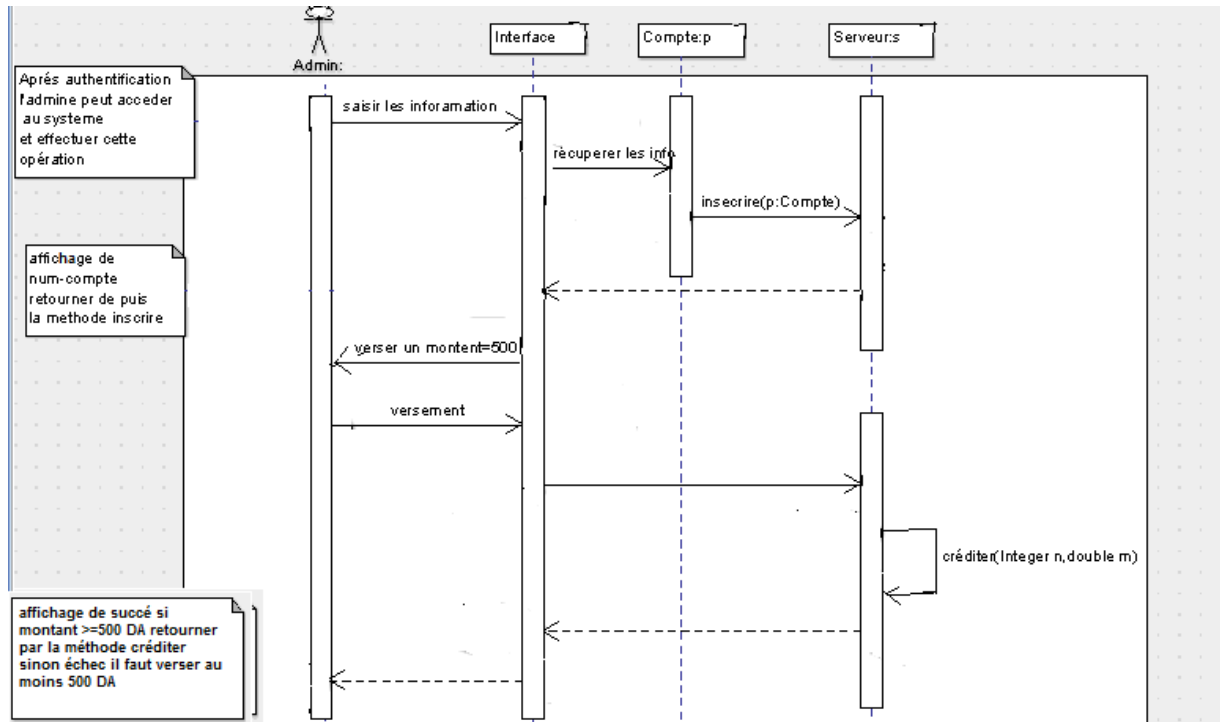 Interface
Compte:p
Serveur:s
Admin:
Aprés authentification
l'admine peut acceder
au systeme
et effectuer cette
opération
saisir les inforamation
rècuperer les info
insecrire(p:Compte)
affichage de
num-compte
retourner de puis
la methode inscrire
verser un montent=500
versement
créditer(Integer n,double m)
affichage de succé si
montant >=500 DA retourner
par la méthode créditer
sinon échec il faut verser au
moins 500 DA